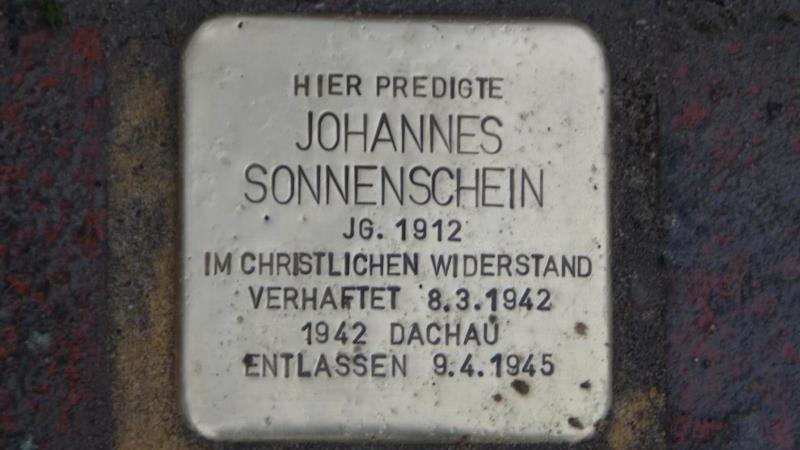 HIER PREDIGTE
JOHANNES
SONNENSCHEIN
JG. 1912
IM CHRISTLICHEN WIDERSTAND
VERHAFTET 8.3.1942
1942 DACHAU
ENTLASSEN 9.4.1945